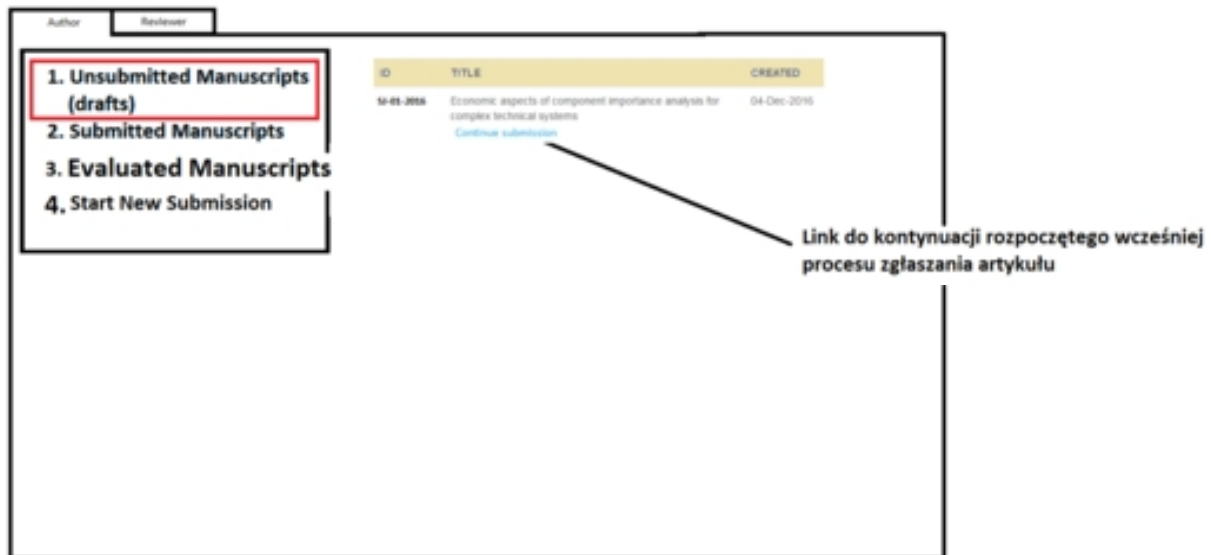 Author Reviewer
1. Unsubmitted Manuscripts
(drafts)
2. Submitted Manuscripts
3. Evaluated Manuscripts
4. Start New Submission
ID TITLE CREATED
SJ-01-2016 Economic aspects of component importance analysis for 04-Dec-2016
complex technical systems
Continue submission
Link do kontynuacji rozpoczętego wcześniej
procesu zgłaszania artykułu